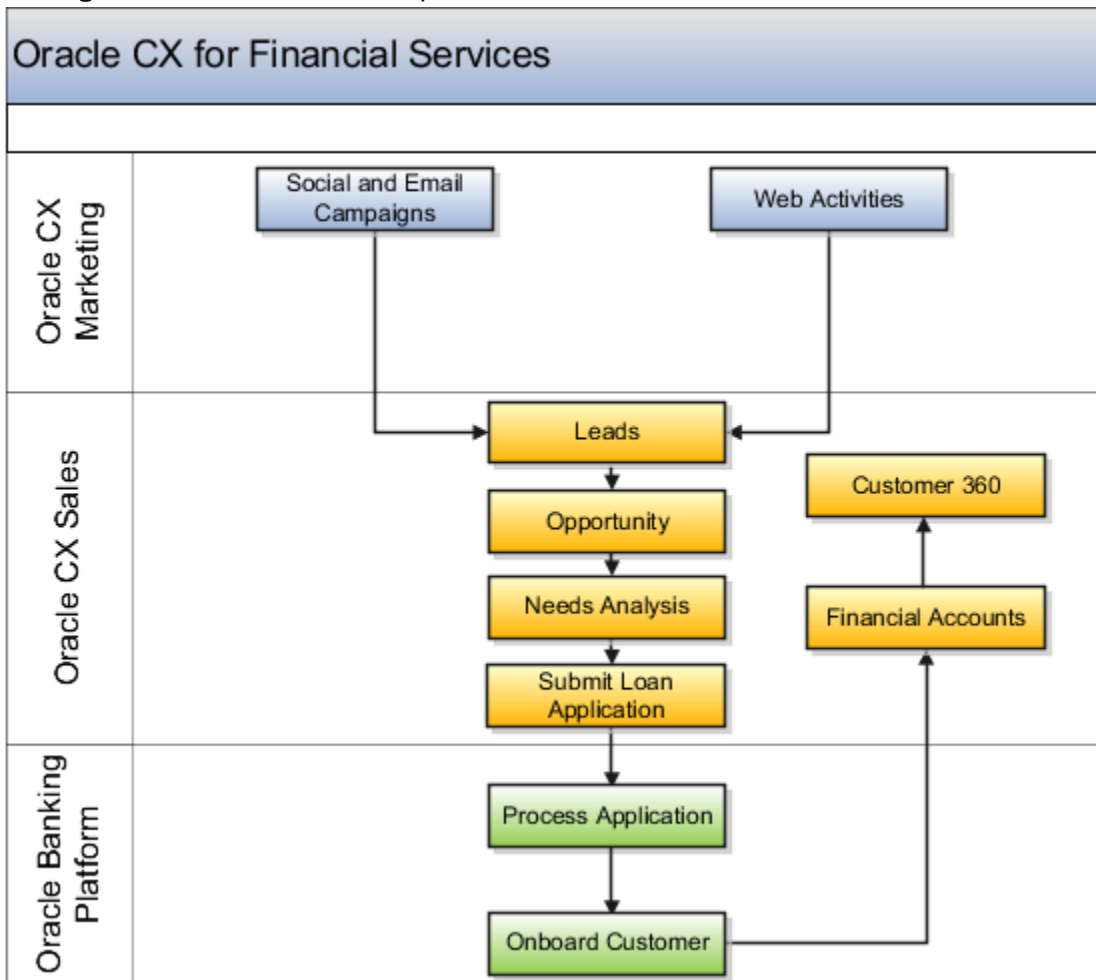 Oracle CX for Financial Services
Oracle CX
Marketing
Social and Email
Campaigns
Web Activities
Oracle CX Sales
Leads
Opportunity
Needs Analysis
Submit Loan
Application
Customer 360
Financial Accounts
Oracle Banking
Platform
Process Application
Onboard Customer